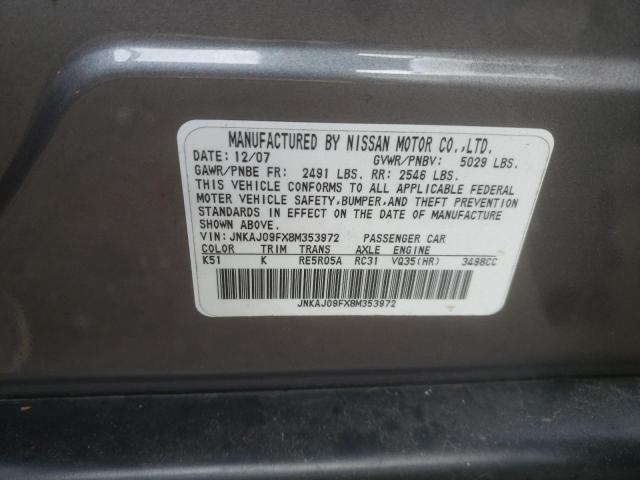 MANUFACTURED BY NISSAN MOTOR CO.,LTD.
DATE: 12/07 GVWR/PNBV: 5029 LBS.
GAWR/PNBE FR: 2491 LBS. RR: 2546 LBS.
THIS VEHICLE CONFORMS TO ALL APPLICABLE FEDERAL
MOTER VEHICLE SAFETY,BUMPER,AND THEFT PREVENTION
STANDARDS IN EFFECT ON THE DATE OF MANUFACTURE
SHOWN ABOVE.
VIN: JNKAJ09FX8M353972 PASSENGER CAR
COLOR TRIM TRANS AXLE ENGINE
K51 K RE5R05A RC31 VQ35(HR) 3498CC
JNKAJ09FX8M353972